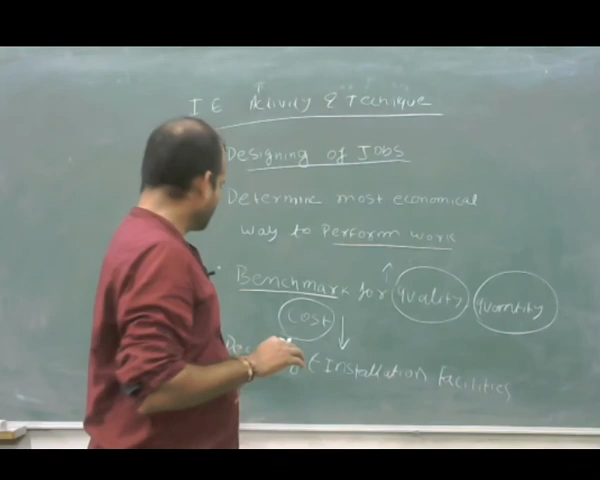 IE Activity & Technique
Designing of Jobs
Determine most economical
way to Perform work
Benchmark for ↑ quality quantity
cost ↓
Installation facilities